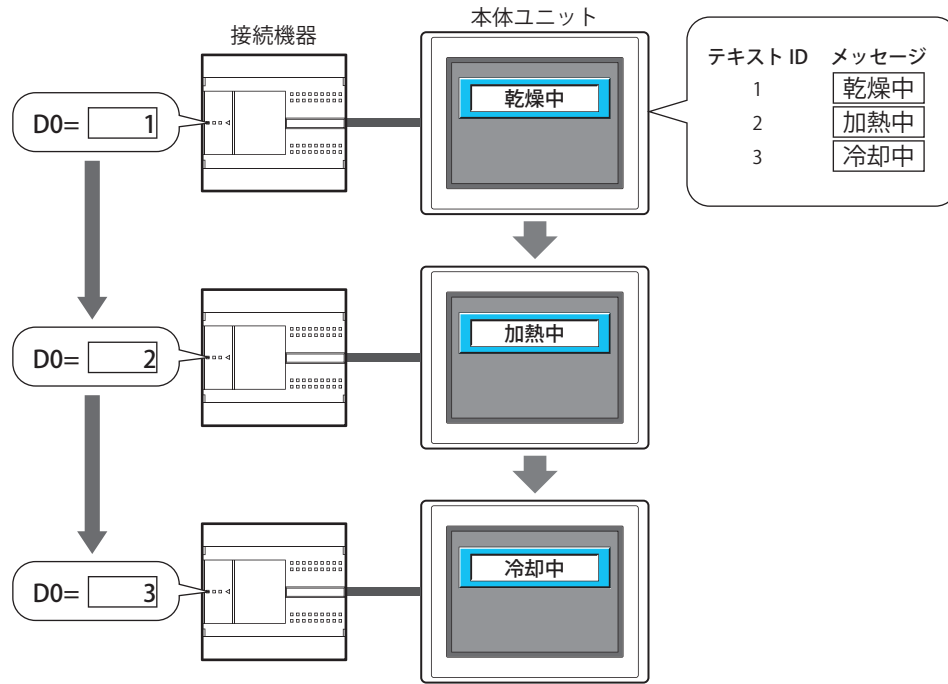 接続機器
本体ユニット
テキスト ID メッセージ
1 乾燥中
2 加熱中
3 冷却中
D0= 1
乾燥中
D0= 2
加熱中
D0= 3
冷却中